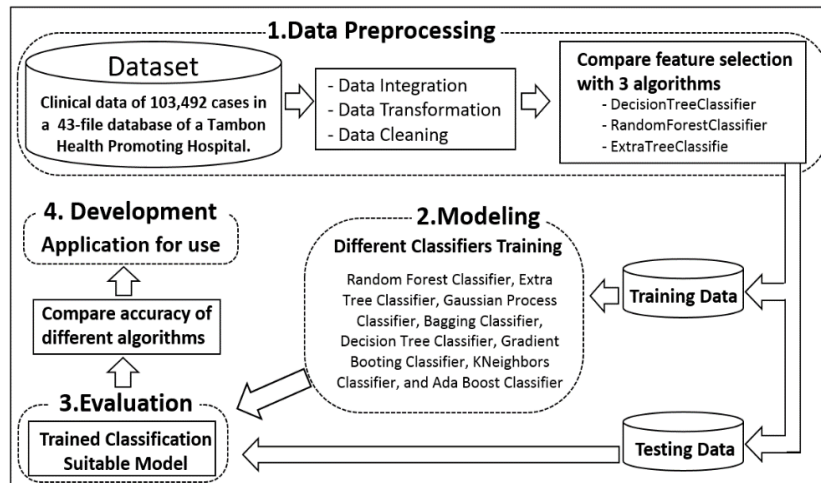 1.Data Preprocessing
Dataset
Clinical data of 103,492 cases in
a 43-file database of a Tambon
Health Promoting Hospital.
- Data Integration
- Data Transformation
- Data Cleaning
Compare feature selection
with 3 algorithms
- DecisionTreeClassifier
- RandomForestClassifier
- ExtraTreeClassifie
4. Development
Application for use
2.Modeling
Different Classifiers Training
Random Forest Classifier, Extra
Tree Classifier, Gaussian Process
Classifier, Bagging Classifier,
Decision Tree Classifier, Gradient
Booting Classifier, KNeighbors
Classifier, and Ada Boost Classifier
Training Data
Compare accuracy of
different algorithms
3.Evaluation
Trained Classification
Suitable Model
Testing Data